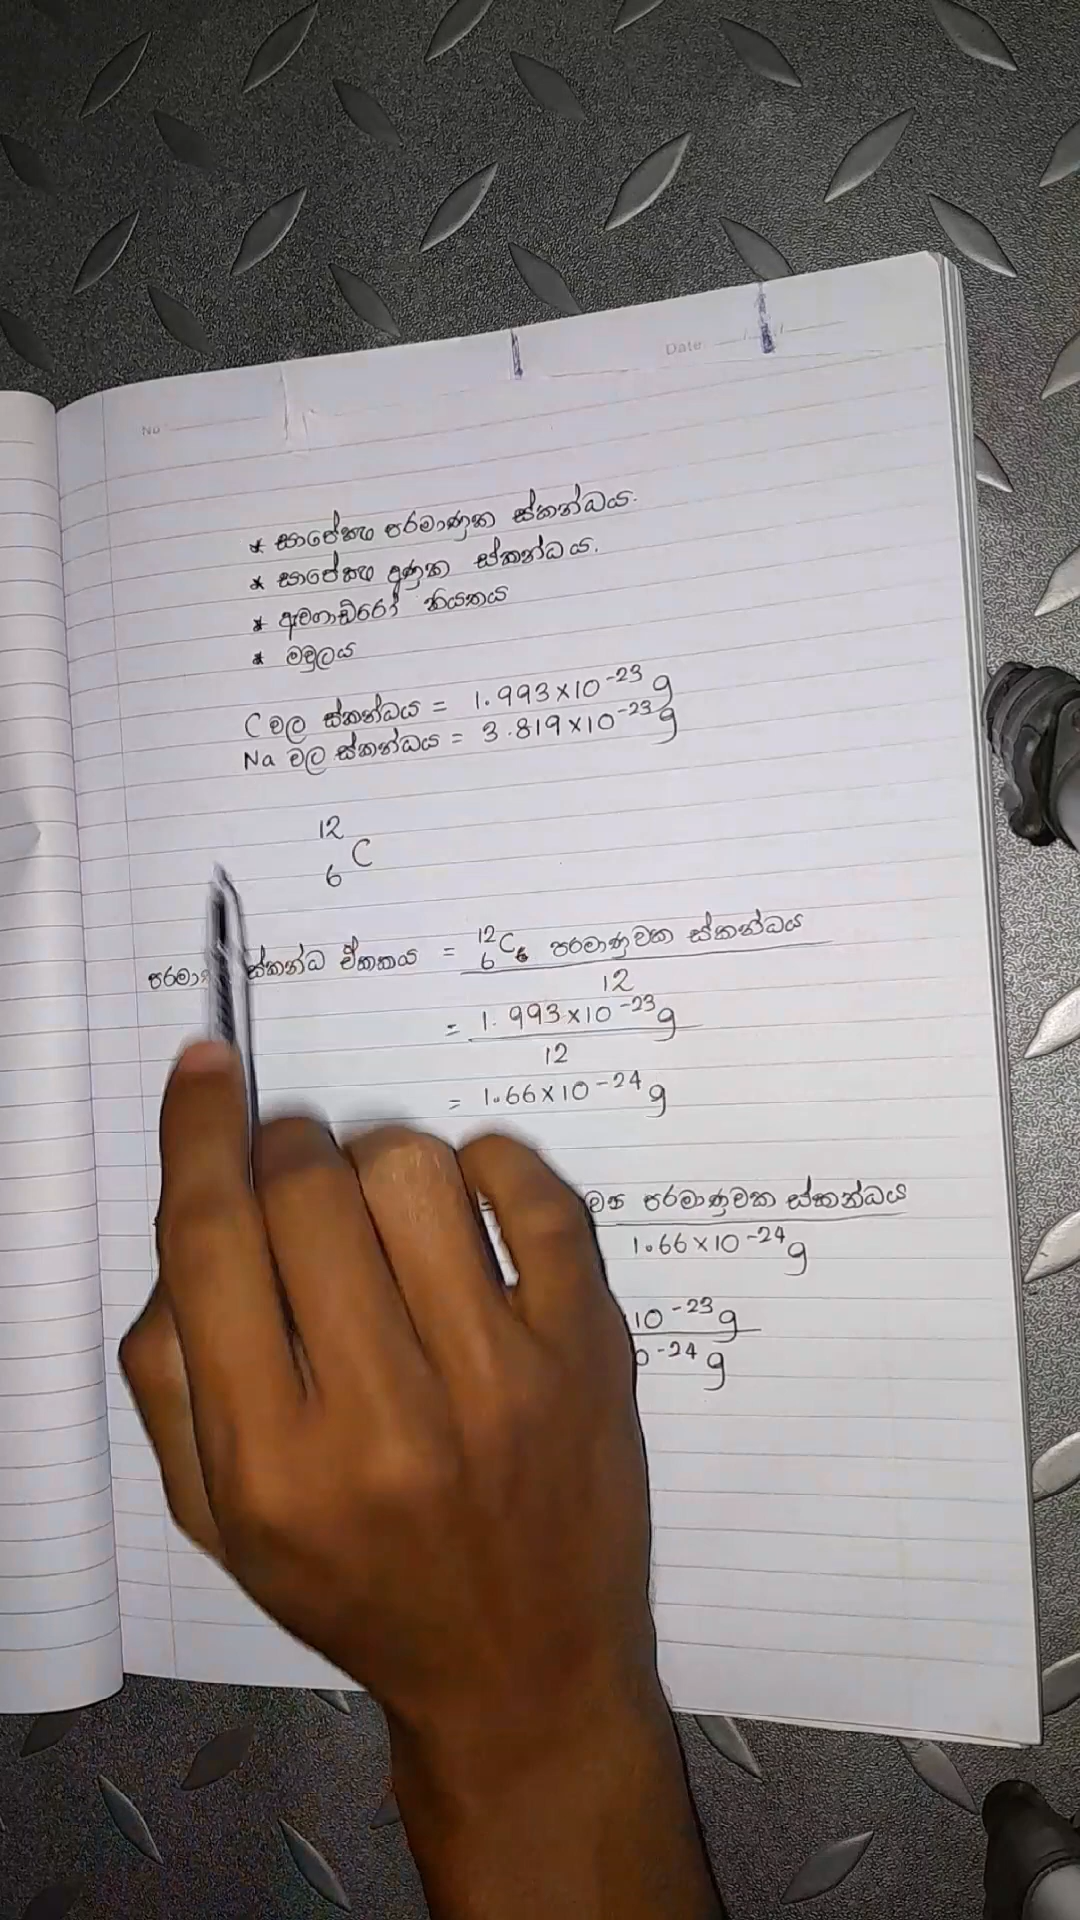 No
Date
* සාපේක්ෂ පරමාණුක ස්කන්ධය.
* සාපේක්ෂ අණුක ස්කන්ධය.
* ඇවගාඩ්රෝ නියතය
* මවුලය
C වල ස්කන්ධය = 1.993×10⁻²³ g
Na වල ස්කන්ධය = 3.819×10⁻²³ g
12
C
6
ස්කන්ධ ඒකකය = ¹²₆C පරමාණුවක ස්කන්ධය
12
= 1.993×10⁻²³ g
12
= 1.66×10⁻²⁴ g
පරමාණුවක ස්කන්ධය
1.66×10⁻²⁴ g
10⁻²³ g
⁻²⁴ g